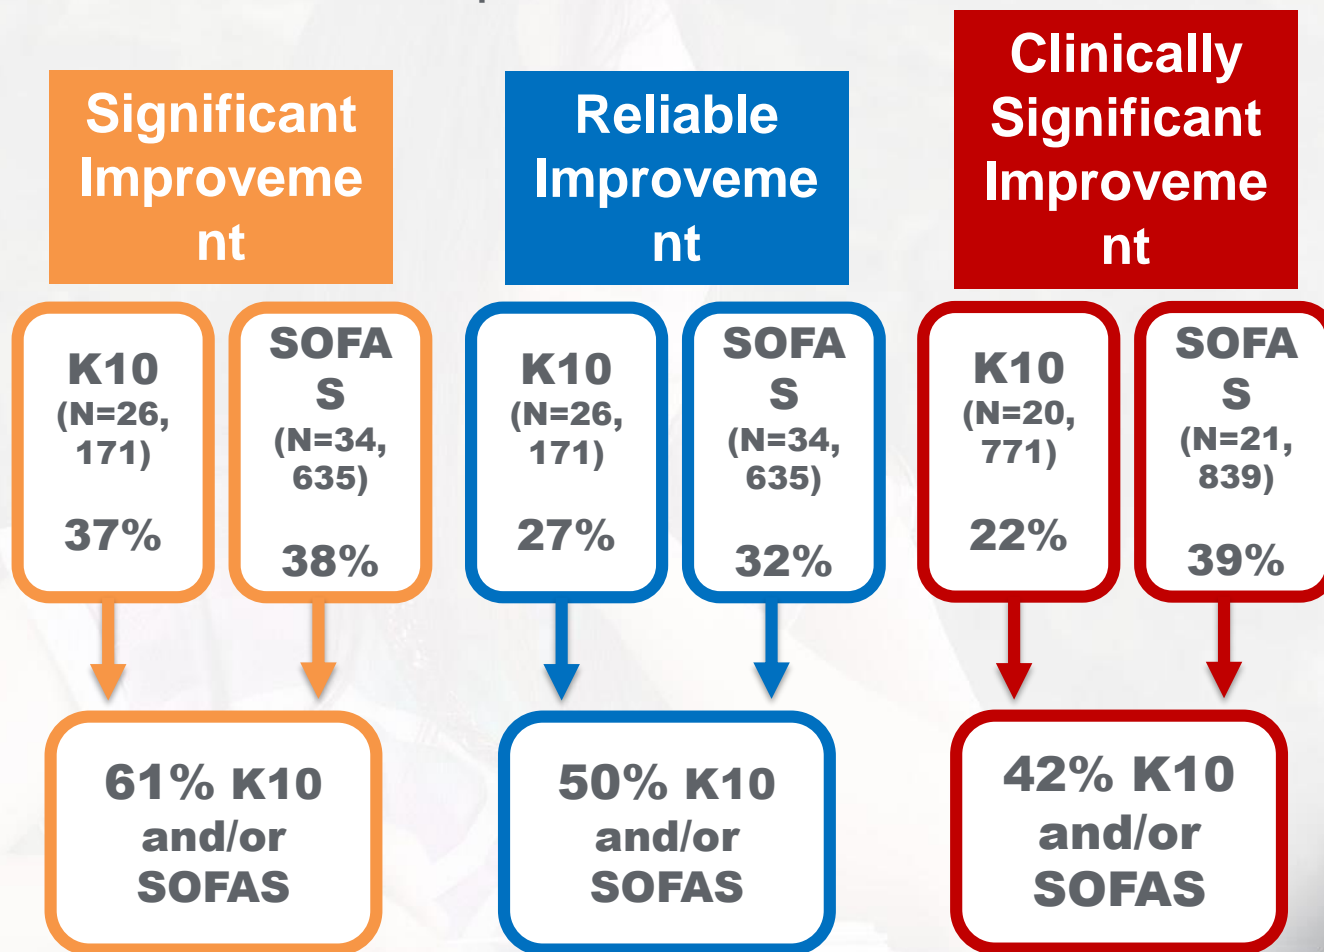 Significant
Improveme
nt
Reliable
Improveme
nt
Clinically
Significant
Improveme
nt
K10
(N=26,
171)
37%
SOFA
S
(N=34,
635)
38%
K10
(N=26,
171)
27%
SOFA
S
(N=34,
635)
32%
K10
(N=20,
771)
22%
SOFA
S
(N=21,
839)
39%
61% K10
and/or
SOFAS
50% K10
and/or
SOFAS
42% K10
and/or
SOFAS